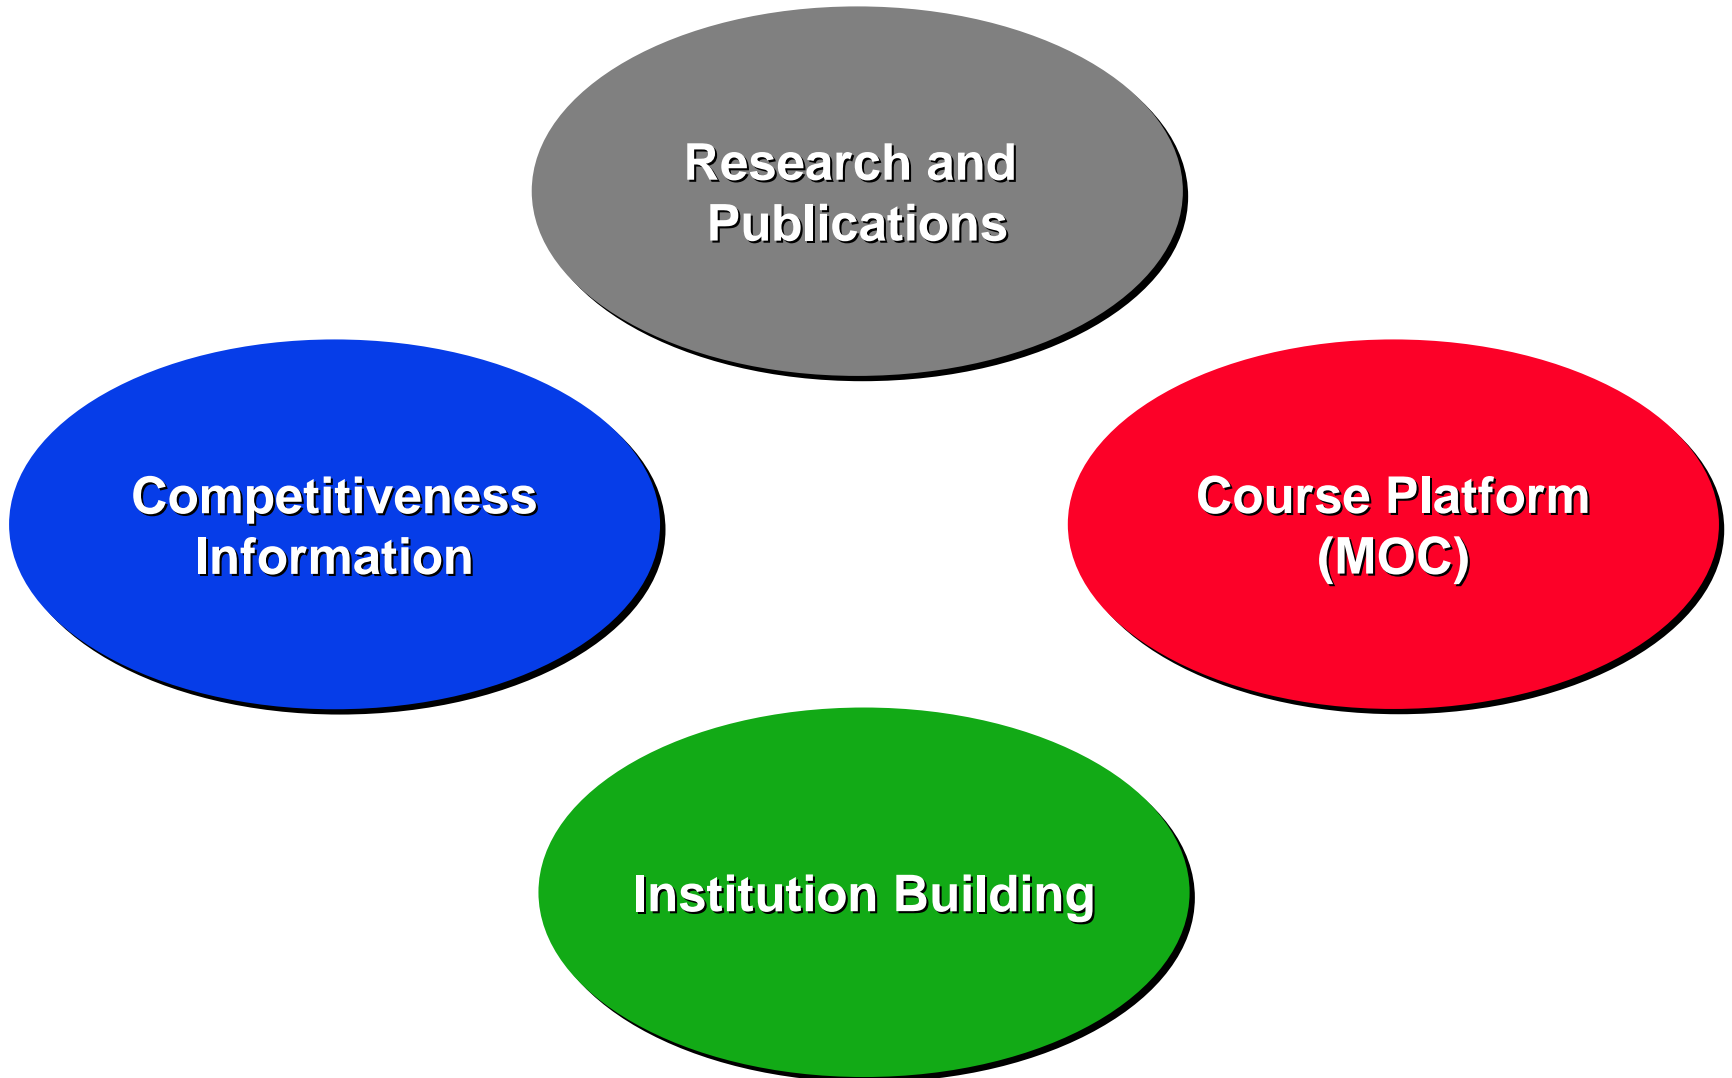 Research and
Publications
Competitiveness
Information
Course Platform
(MOC)
Institution Building